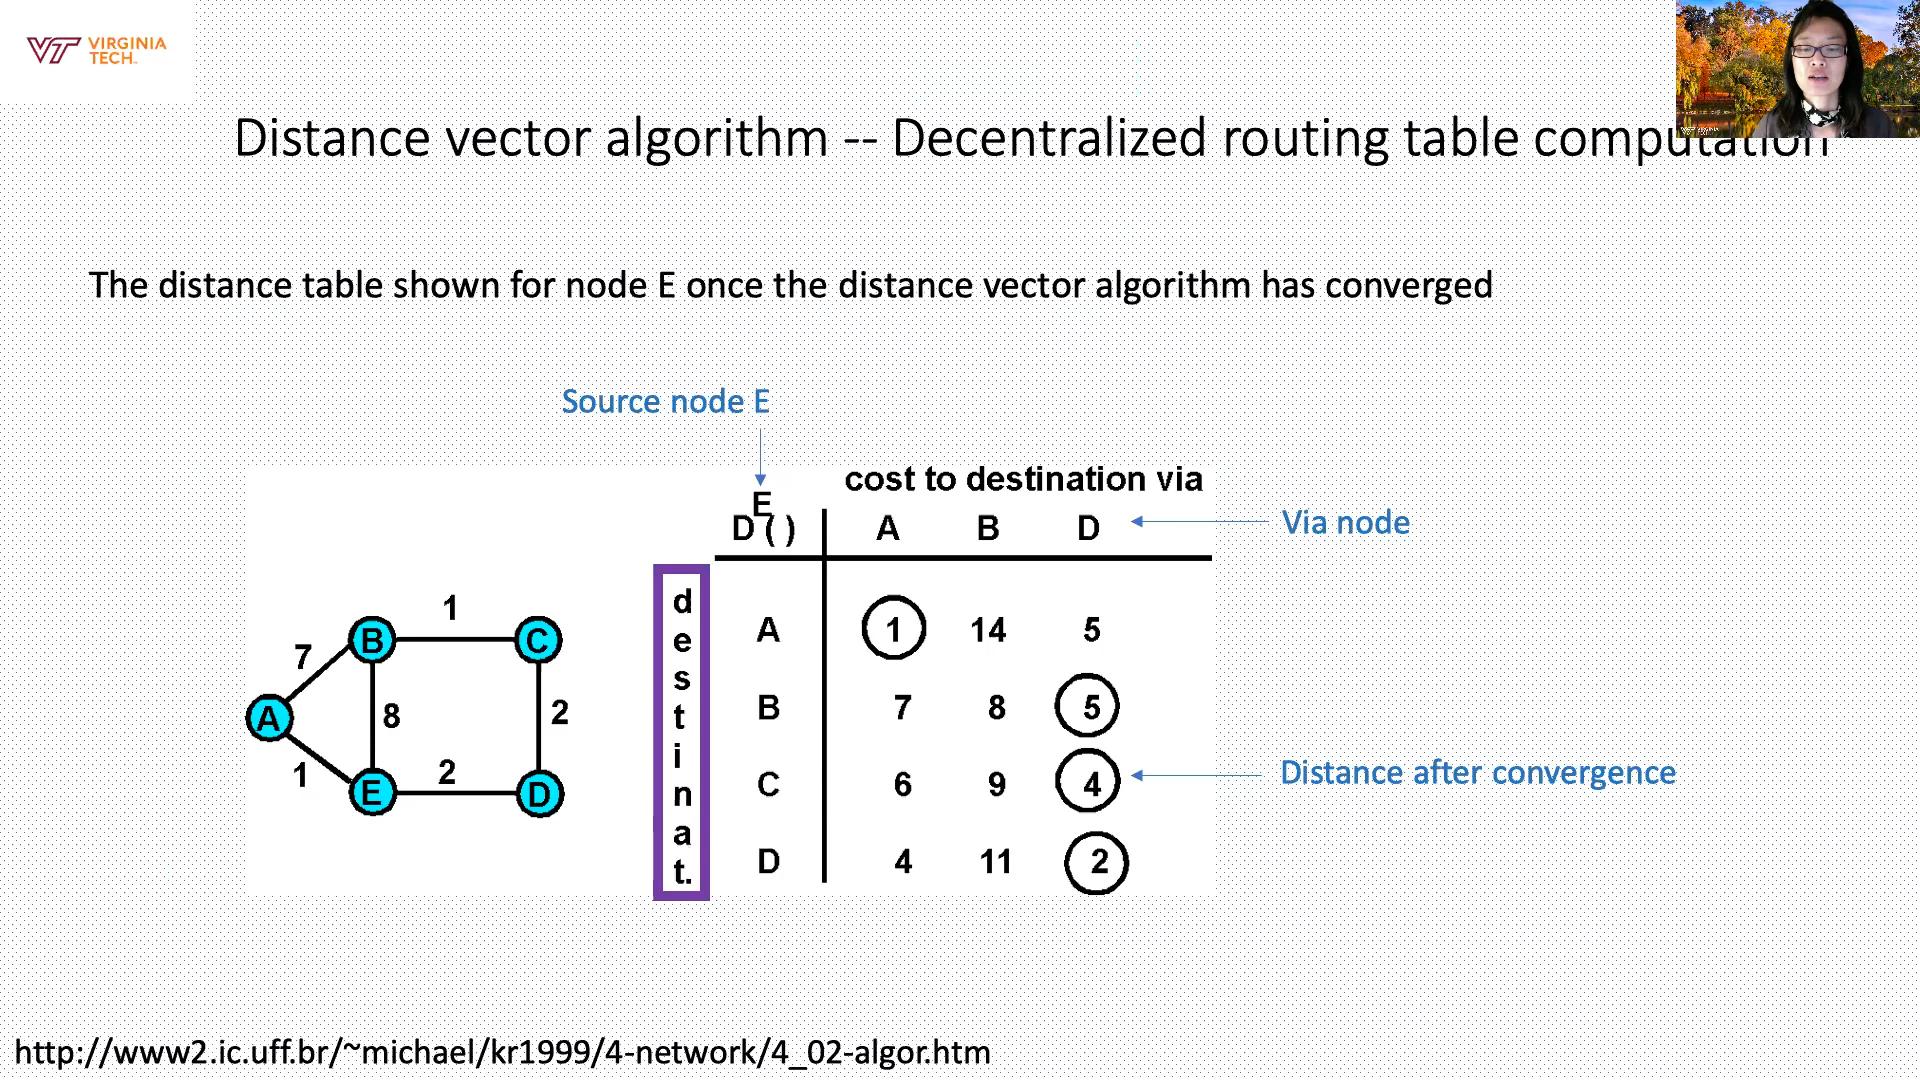 VIRGINIA
TECH
Distance vector algorithm -- Decentralized routing table computation
The distance table shown for node E once the distance vector algorithm has converged
Source node E
cost to destination via
E
D ( ) A B D
Via node
destinat.
A 1 14 5
B 7 8 5
C 6 9 4
D 4 11 2
Distance after convergence
1
7
B
C
A
8
2
1
2
E
D
http://www2.ic.uff.br/~michael/kr1999/4-network/4_02-algor.htm